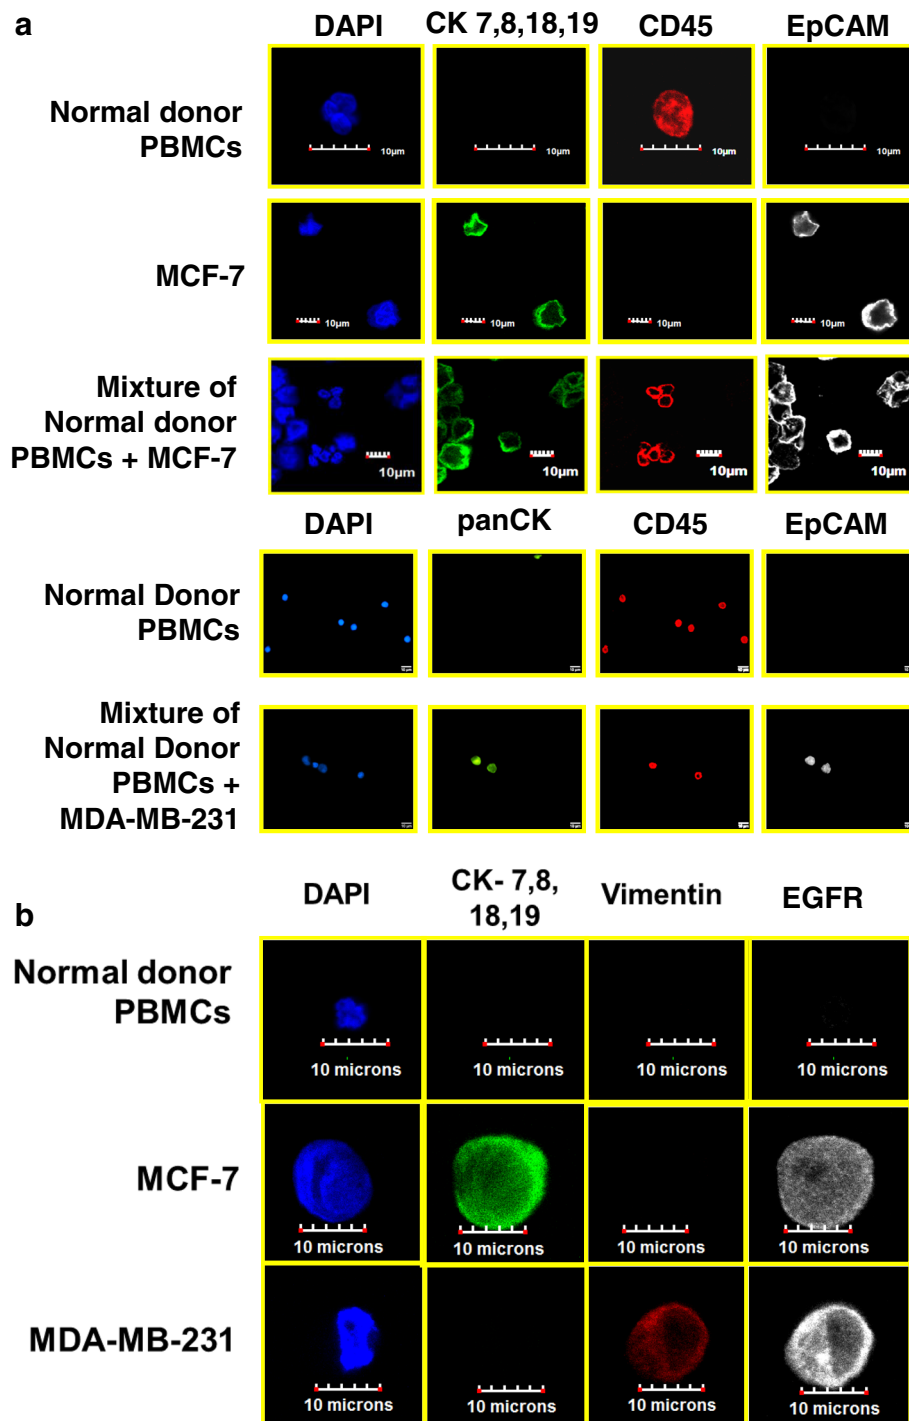 a
DAPI
CK 7,8,18,19
CD45
EpCAM
Normal donor
PBMCs
10μm
10μm
10μm
10μm
MCF-7
10μm
10μm
10μm
10μm
Mixture of
Normal donor
PBMCs + MCF-7
10μm
10μm
10μm
10μm
DAPI
panCK
CD45
EpCAM
Normal Donor
PBMCs
Mixture of
Normal Donor
PBMCs +
MDA-MB-231
b
DAPI
CK- 7,8,
18,19
Vimentin
EGFR
Normal donor
PBMCs
10 microns
10 microns
10 microns
10 microns
MCF-7
10 microns
10 microns
10 microns
10 microns
MDA-MB-231
10 microns
10 microns
10 microns
10 microns